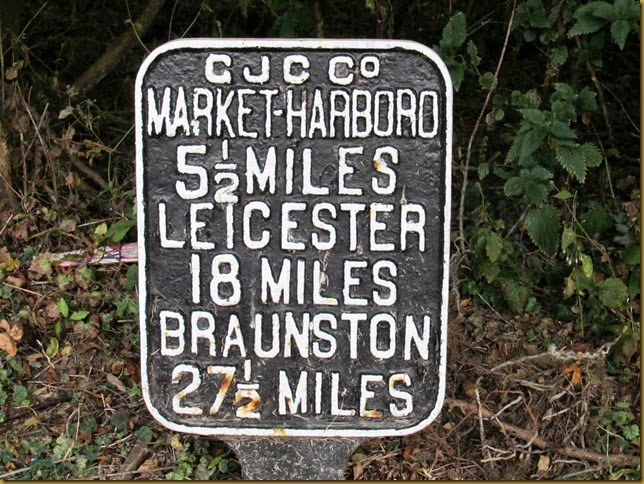 GJC Co
MARKET-HARBORO
5½ MILES
LEICESTER
18 MILES
BRAUNSTON
27½ MILES